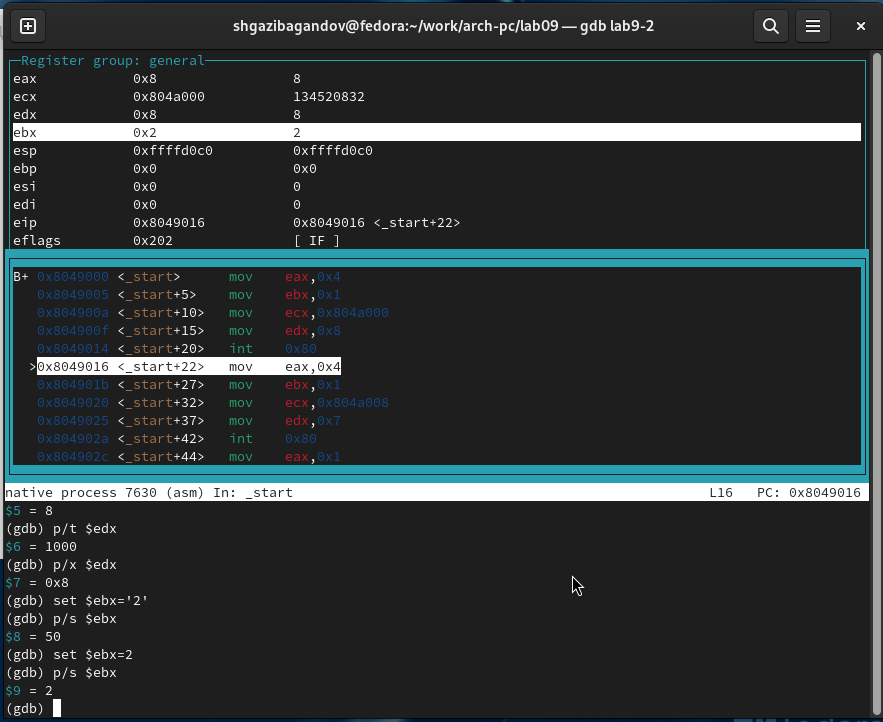 shgazibagandov@fedora:~/work/arch-pc/lab09 — gdb lab9-2
Register group: general
eax 0x8 8
ecx 0x804a000 134520832
edx 0x8 8
ebx 0x2 2
esp 0xffffd0c0 0xffffd0c0
ebp 0x0 0x0
esi 0x0 0
edi 0x0 0
eip 0x8049016 0x8049016 <_start+22>
eflags 0x202 [ IF ]
B+ 0x8049000 <_start> mov eax,0x4
0x8049005 <_start+5> mov ebx,0x1
0x804900a <_start+10> mov ecx,0x804a000
0x804900f <_start+15> mov edx,0x8
0x8049014 <_start+20> int 0x80
>0x8049016 <_start+22> mov eax,0x4
0x804901b <_start+27> mov ebx,0x1
0x8049020 <_start+32> mov ecx,0x804a008
0x8049025 <_start+37> mov edx,0x7
0x804902a <_start+42> int 0x80
0x804902c <_start+44> mov eax,0x1
native process 7630 (asm) In: _start L16 PC: 0x8049016
$5 = 8
(gdb) p/t $edx
$6 = 1000
(gdb) p/x $edx
$7 = 0x8
(gdb) set $ebx='2'
(gdb) p/s $ebx
$8 = 50
(gdb) set $ebx=2
(gdb) p/s $ebx
$9 = 2
(gdb)